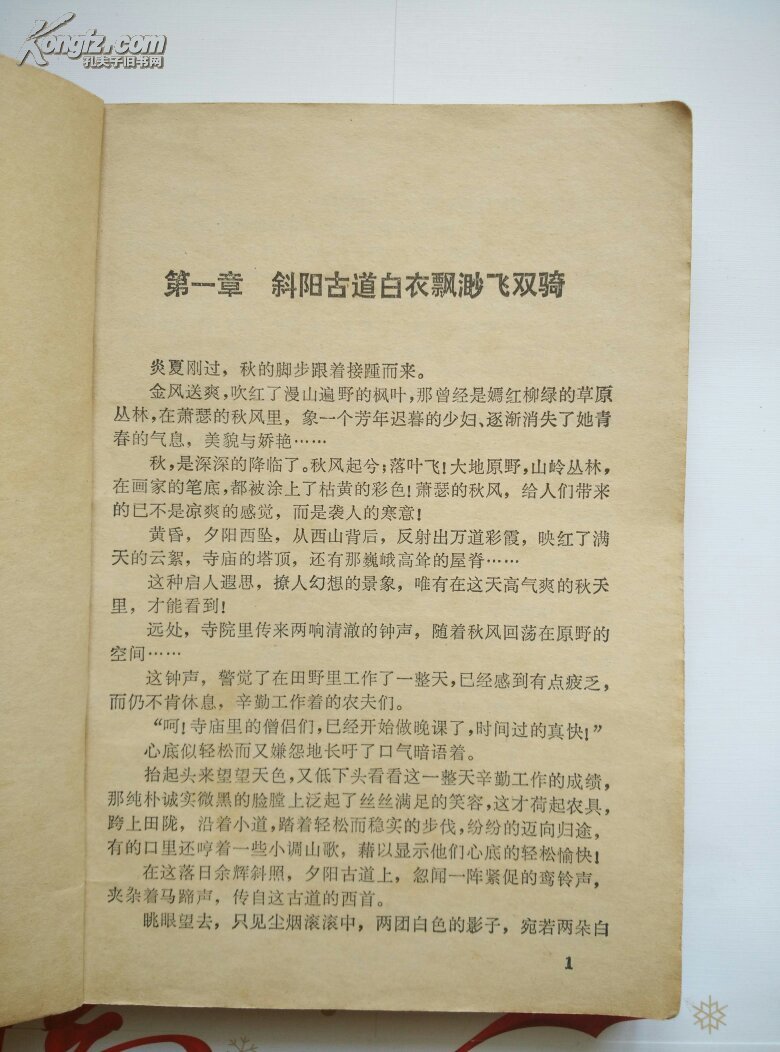 Kongfz.com
孔夫子旧书网
第一章 斜阳古道白衣飘渺飞双骑
炎夏刚过，秋的脚步跟着接踵而来。
金风送爽，吹红了漫山遍野的枫叶，那曾经是嫣红柳绿的草原
丛林，在萧瑟的秋风里，象一个芳年迟暮的少妇、逐渐消失了她青
春的气息，美貌与娇艳……
秋，是深深的降临了。秋风起兮；落叶飞！大地原野，山岭丛林，
在画家的笔底，都被涂上了枯黄的彩色！萧瑟的秋风，给人们带来
的已不是凉爽的感觉，而是袭人的寒意！
黄昏，夕阳西坠，从西山背后，反射出万道彩霞，映红了满
天的云絮，寺庙的塔顶，还有那巍峨高耸的屋脊……
这种启人遐思，撩人幻想的景象，唯有在这天高气爽的秋天
里，才能看到！
远处，寺院里传来两响清澈的钟声，随着秋风回荡在原野的
空间……
这钟声，警觉了在田野里工作了一整天，已经感到有点疲乏，
而仍不肯休息，辛勤工作着的农夫们。
“呵！寺庙里的僧侣们，已经开始做晚课了，时间过的真快！”
心底似轻松而又嫌怨地长吁了口气暗语着。
抬起头来望望天色，又低下头看看这一整天辛勤工作的成绩，
那纯朴诚实微黑的脸膛上泛起了丝丝满足的笑容，这才荷起农具，
跨上田陇，沿着小道，踏着轻松而稳实的步伐，纷纷的迈向归途，
有的口里还哼着一些小调山歌，藉以显示他们心底的轻松愉快！
在这落日余辉斜照，夕阳古道上，忽闻一阵紧促的鸾铃声，
夹杂着马蹄声，传自这古道的西首。
眺眼望去，只见尘烟滚滚中，两团白色的影子，宛若两朵白
1